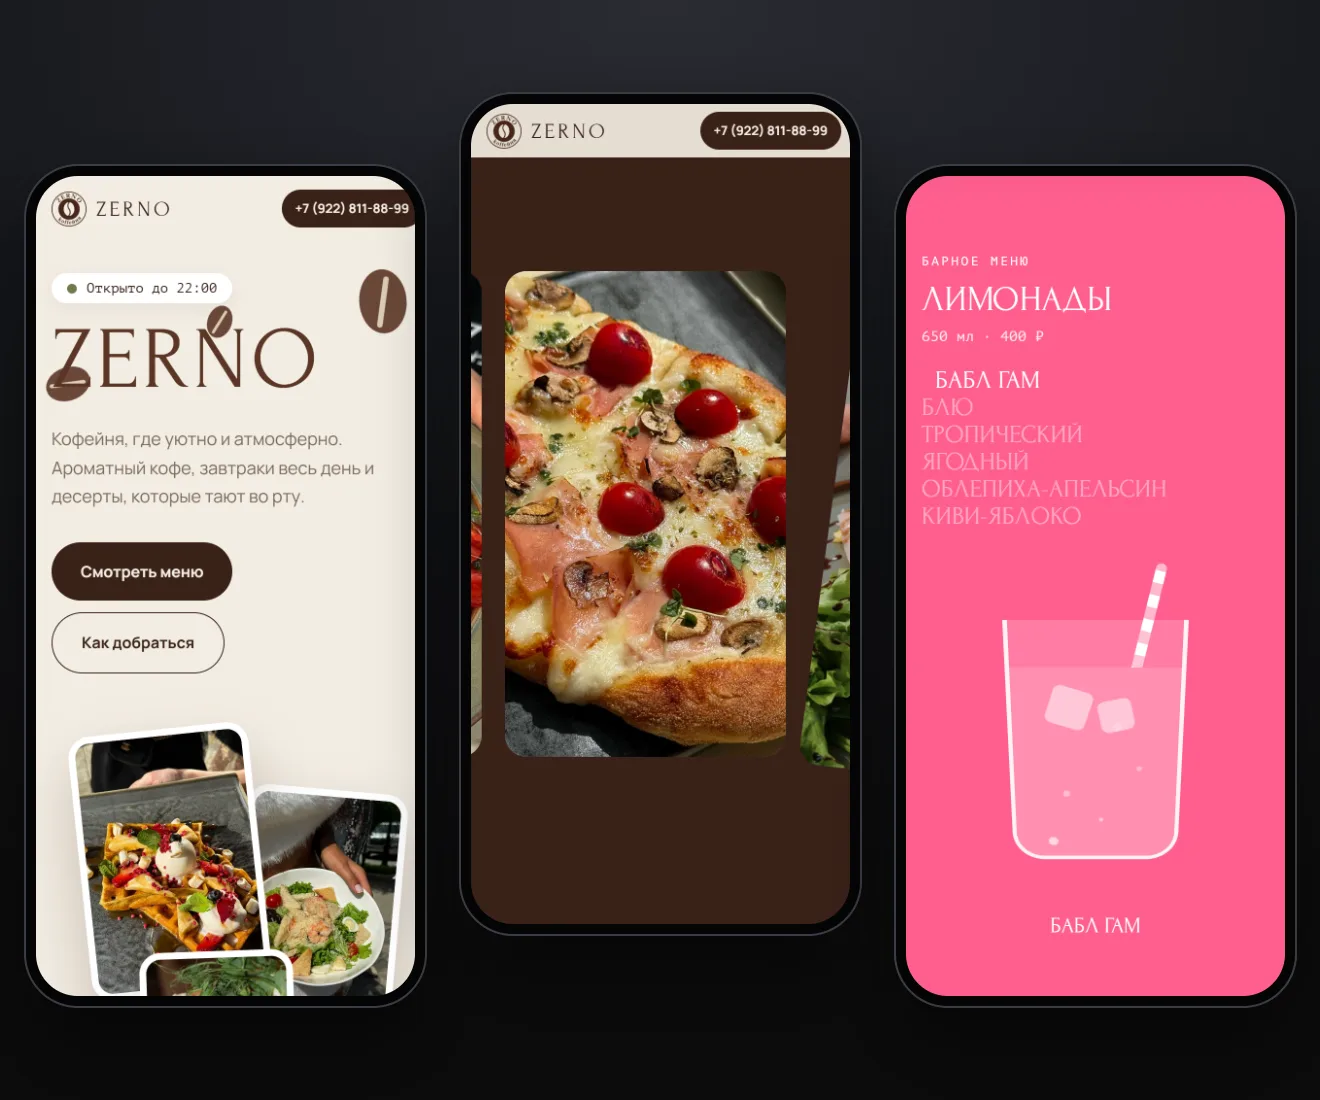 ZERNO
+7 (922) 811-88-99
Открыто до 22:00
ZERNO
Кофейня, где уютно и атмосферно.
Ароматный кофе, завтраки весь день и
десерты, которые тают во рту.
Смотреть меню
Как добраться
ZERNO
ZERNO
+7 (922) 811-88-99
БАРНОЕ МЕНЮ
ЛИМОНАДЫ
650 мл · 400 ₽
БАБЛ ГАМ
БЛЮ
ТРОПИЧЕСКИЙ
ЯГОДНЫЙ
ОБЛЕПИХА-АПЕЛЬСИН
КИВИ-ЯБЛОКО
БАБЛ ГАМ